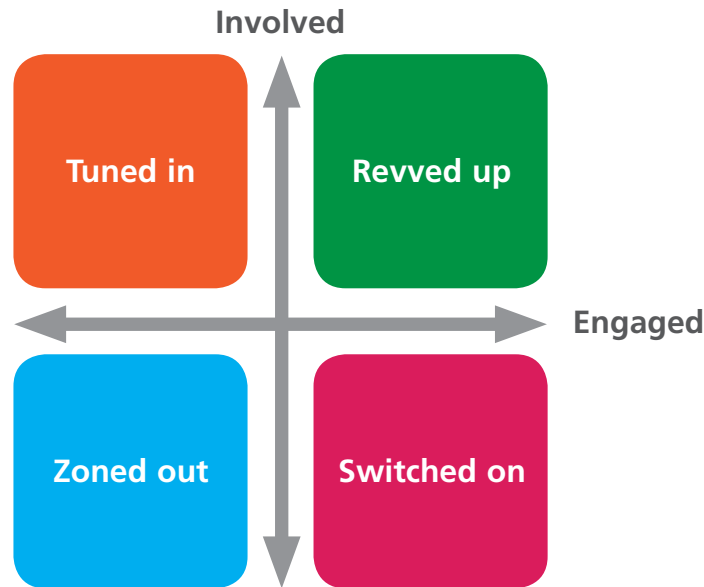 Involved
Tuned in
Revved up
Engaged
Zoned out
Switched on